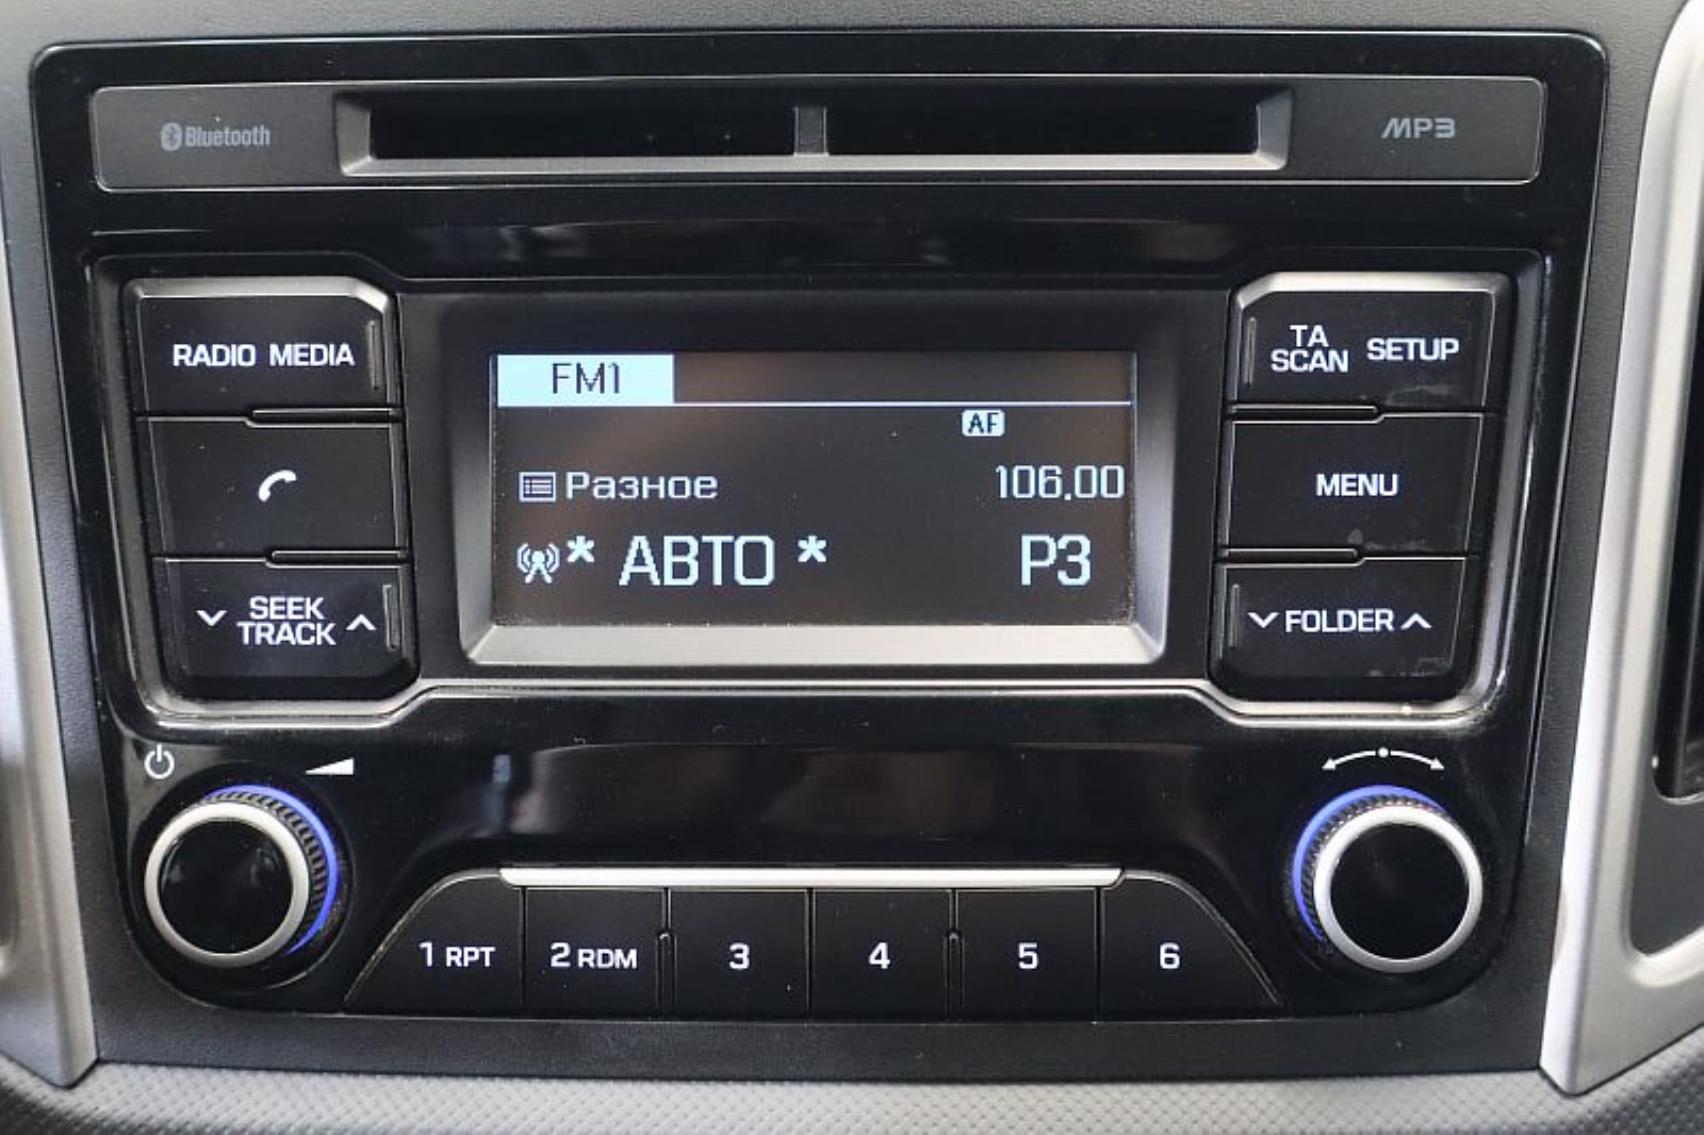 Bluetooth
MP3
RADIO MEDIA
TA
SCAN
SETUP
FM1
AF
MENU
Разное 106.00
* АВТО * P3
SEEK
TRACK
FOLDER
1 RPT
2 RDM
3
4
5
6